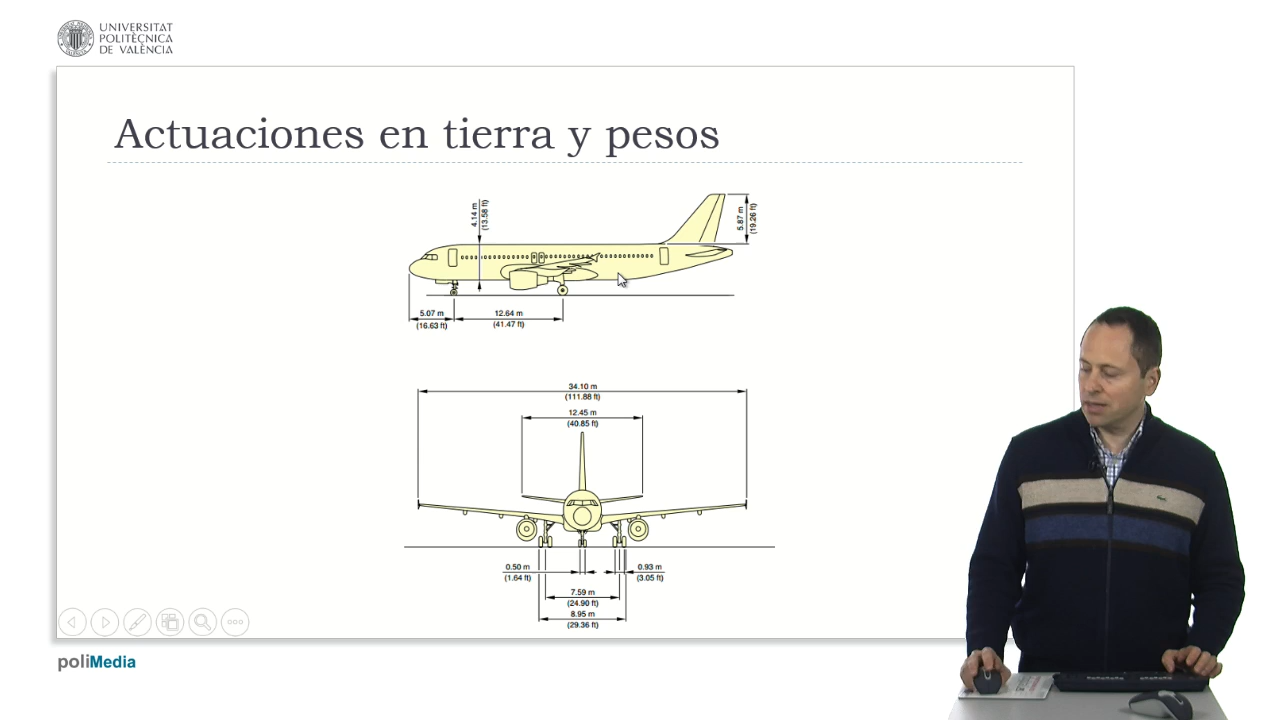 UNIVERSITAT
POLITÈCNICA
DE VALÈNCIA
Actuaciones en tierra y pesos
4.14 m
(13.58 ft)
5.87 m
(19.26 ft)
5.07 m
(16.63 ft)
12.64 m
(41.47 ft)
34.10 m
(111.88 ft)
12.45 m
(40.85 ft)
0.50 m
(1.64 ft)
0.93 m
(3.05 ft)
7.59 m
(24.90 ft)
8.95 m
(29.36 ft)
poliMedia